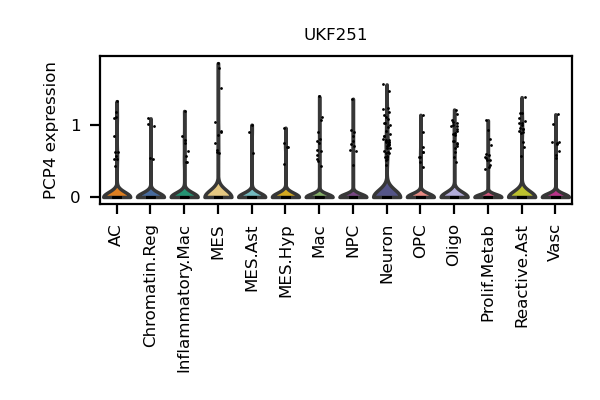 UKF251
PCP4 expression
1
0
AC
Chromatin.Reg
Inflammatory.Mac
MES
MES.Ast
MES.Hyp
Mac
NPC
Neuron
OPC
Oligo
Prolif.Metab
Reactive.Ast
Vasc